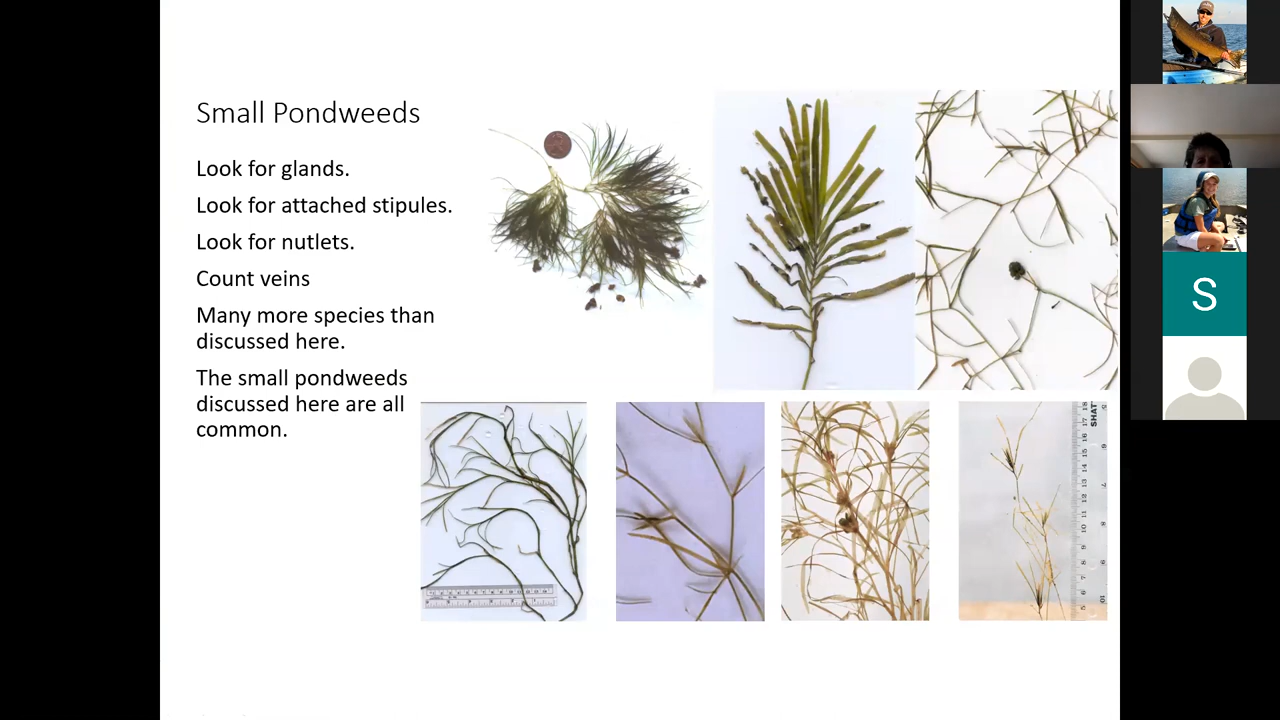 Small Pondweeds
Look for glands.
Look for attached stipules.
Look for nutlets.
Count veins
Many more species than
discussed here.
The small pondweeds
discussed here are all
common.
S
SHAT